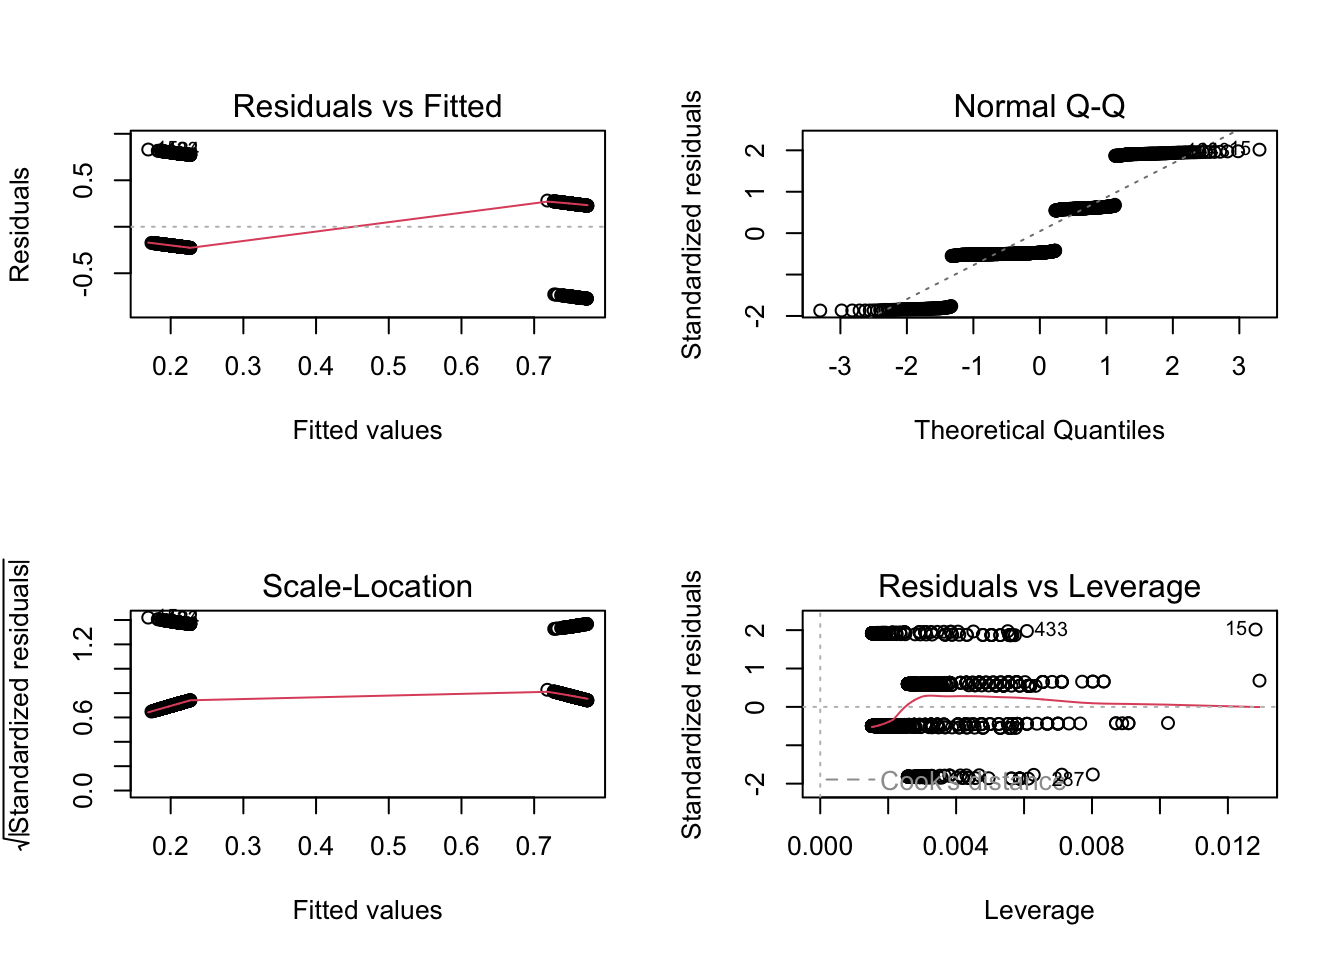 Residuals vs Fitted
Residuals
0.5
-0.5
0.2 0.3 0.4 0.5 0.6 0.7
Fitted values
Normal Q-Q
Standardized residuals
2
1
0
-2
15
-3 -2 -1 0 1 2 3
Theoretical Quantiles
Scale-Location
√|Standardized residuals|
1.2
0.6
0.0
0.2 0.3 0.4 0.5 0.6 0.7
Fitted values
Residuals vs Leverage
Standardized residuals
2
1
0
-2
433
15
287
Cook's distance
0.000 0.004 0.008 0.012
Leverage